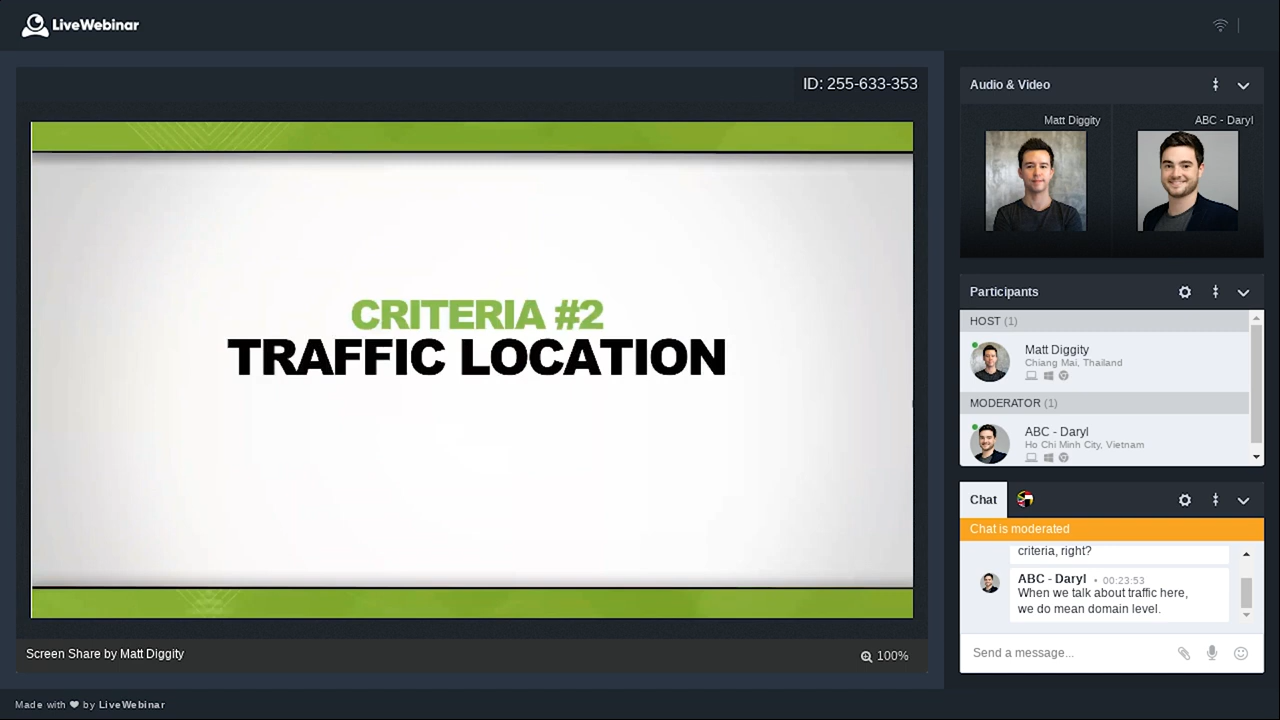 LiveWebinar
ID: 255-633-353
CRITERIA #2
TRAFFIC LOCATION
Screen Share by Matt Diggity
100%
Audio & Video
Matt Diggity
ABC - Daryl
Participants
HOST (1)
Matt Diggity
Chiang Mai, Thailand
MODERATOR (1)
ABC - Daryl
Ho Chi Minh City, Vietnam
Chat
Chat is moderated
criteria, right?
ABC - Daryl • 00:23:53
When we talk about traffic here,
we do mean domain level.
Send a message...
Made with ❤ by LiveWebinar